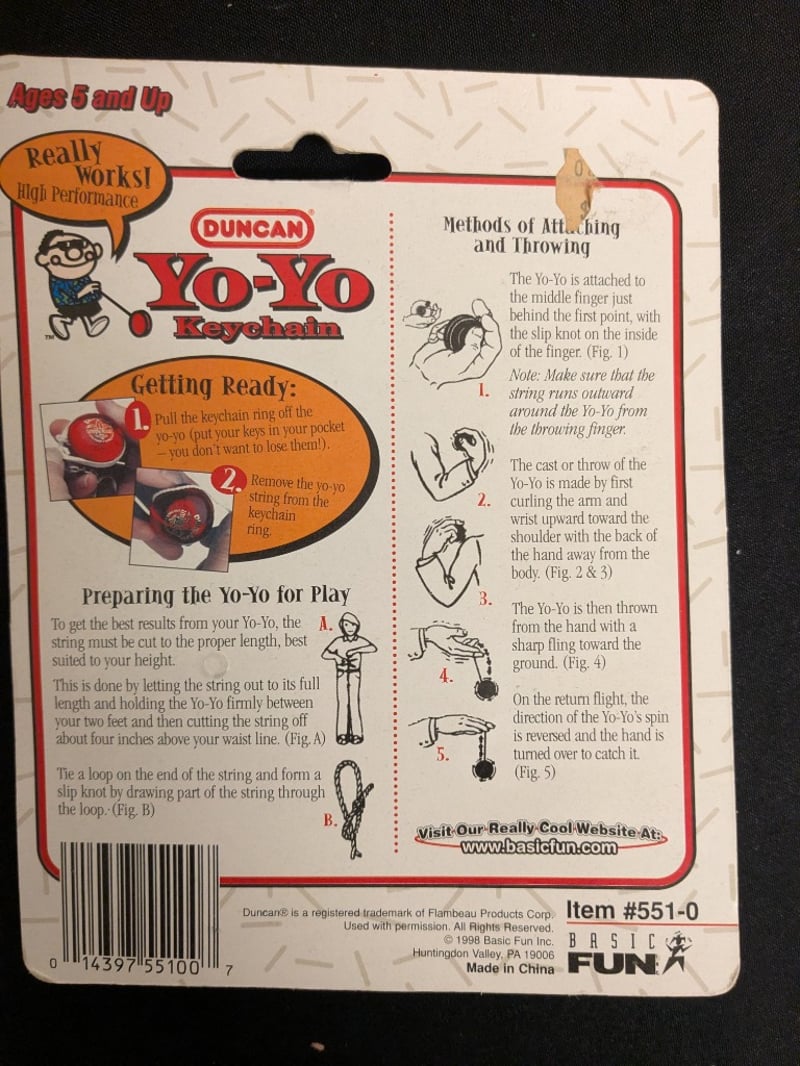 Ages 5 and Up
Really
Works!
High Performance
DUNCAN®
Yo-Yo
Keychain
TM
Getting Ready:
1. Pull the keychain ring off the
yo-yo (put your keys in your pocket
– you don't want to lose them!).
2. Remove the yo-yo
string from the
keychain
ring.
Preparing the Yo-Yo for Play
To get the best results from your Yo-Yo, the
string must be cut to the proper length, best
suited to your height.
A.
This is done by letting the string out to its full
length and holding the Yo-Yo firmly between
your two feet and then cutting the string off
about four inches above your waist line. (Fig. A)
Tie a loop on the end of the string and form a
slip knot by drawing part of the string through
the loop. (Fig. B)
B.
Methods of Attaching
and Throwing
The Yo-Yo is attached to
the middle finger just
behind the first point, with
the slip knot on the inside
of the finger. (Fig. 1)
1.
Note: Make sure that the
string runs outward
around the Yo-Yo from
the throwing finger.
The cast or throw of the
Yo-Yo is made by first
curling the arm and
wrist upward toward the
shoulder with the back of
the hand away from the
body. (Fig. 2 & 3)
2.
3.
The Yo-Yo is then thrown
from the hand with a
sharp fling toward the
ground. (Fig. 4)
4.
On the return flight, the
direction of the Yo-Yo's spin
is reversed and the hand is
turned over to catch it.
(Fig. 5)
5.
Visit Our Really Cool Website At:
www.basicfun.com
0 14397 55100 7
Duncan® is a registered trademark of Flambeau Products Corp.
Used with permission. All Rights Reserved.
© 1998 Basic Fun Inc.
Huntingdon Valley, PA 19006
Made in China
Item #551-0
BASIC
FUN